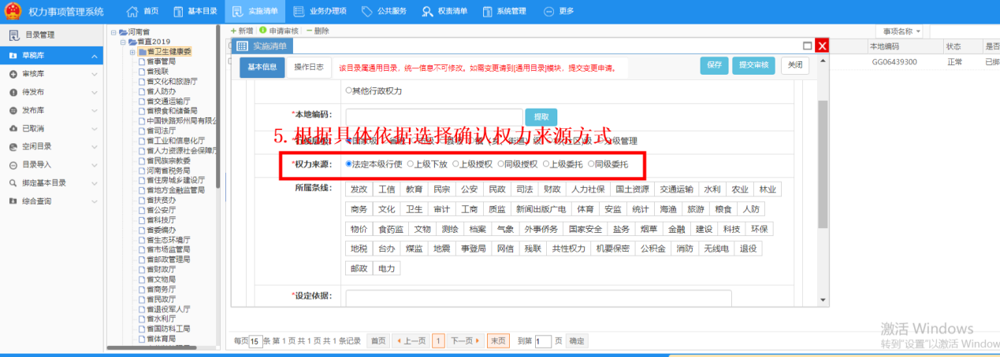 权力事项管理系统 首页 基本目录 实施清单 业务办理项 公共服务 权责清单 系统管理 更多
目录管理
草稿库
审核库
待发布
发布库
已取消
空闲目录
目录导入
绑定基本目录
综合查询
河南省
省直2019
省卫生健康委
省事管局
省残联
省文化和旅游厅
省人防办
省交通运输厅
省粮食和储备局
中国铁路郑州局有限公
省司法厅
省工业和信息化厅
省人力资源社会保障厅
省民族宗教委
河南省税务局
省住房城乡建设厅
省地方金融监管局
省扶贫办
省公安厅
省科技厅
省委编办
省生态环境厅
省市场监管局
省邮政管理局
省财政厅
省文物局
省商务厅
省民政厅
省退役军人厅
省水利厅
省国防科工局
省体育局
新增 申请审核 删除
事项名称
本地编码 状态 是否
GG06439300 正常 已绑
实施清单 X
基本信息 操作日志 该目录属通用目录，统一信息不可修改。如需变更请到[通用目录]模块，提交变更申请。 保存 提交审核 关闭
其他行政权力
*本地编码： 提取
5.根据具体依据选择确认权力来源方式
国家级 分级管理
*权力来源： 法定本级行使 上级下放 上级授权 同级授权 上级委托 同级委托
所属条线： 发改 工信 教育 民宗 公安 民政 司法 财政 人力社保 国土资源 交通运输 水利 农业 林业
商务 文化 卫生 审计 工商 质监 新闻出版广电 体育 安监 统计 海渔 旅游 粮食 人防
物价 食药监 文物 测绘 档案 气象 外事侨务 国家安全 盐务 烟草 金融 建设 科技 环保
地税 台办 煤监 地震 事登局 网信 残联 共性权力 机要保密 公积金 消防 无线电 退役
邮政 电力
*设定依据：
每页 15 条 第 1 页 共 1 页 共 1 条记录 首页 上一页 1 下一页 末页 到第 1 页 确定
激活 Windows
转到"设置"以激活 Window